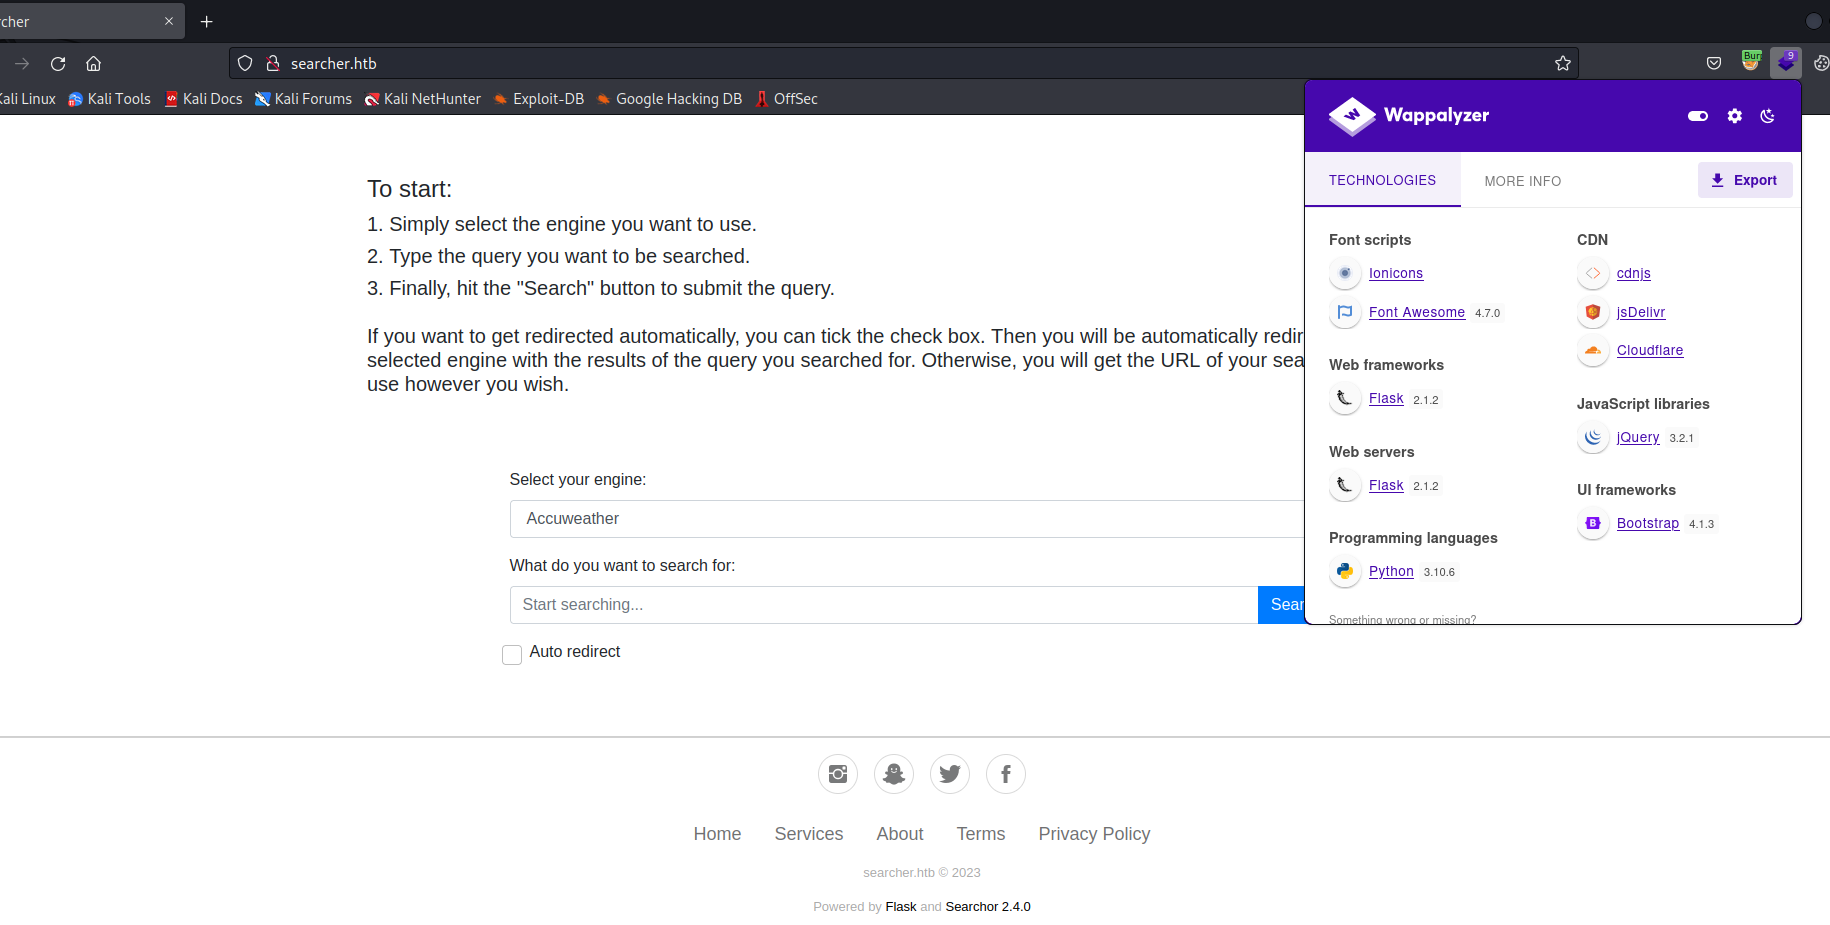 rcher
searcher.htb
Kali Linux Kali Tools Kali Docs Kali Forums Kali NetHunter Exploit-DB Google Hacking DB OffSec
To start:
1. Simply select the engine you want to use.
2. Type the query you want to be searched.
3. Finally, hit the "Search" button to submit the query.
If you want to get redirected automatically, you can tick the check box. Then you will be automatically redir
selected engine with the results of the query you searched for. Otherwise, you will get the URL of your sea
use however you wish.
Select your engine:
Accuweather
What do you want to search for:
Start searching... Sear
Auto redirect
Home Services About Terms Privacy Policy
searcher.htb © 2023
Powered by Flask and Searchor 2.4.0
Burp
9
Wappalyzer
TECHNOLOGIES MORE INFO Export
Font scripts
Ionicons
Font Awesome 4.7.0
Web frameworks
Flask 2.1.2
Web servers
Flask 2.1.2
Programming languages
Python 3.10.6
Something wrong or missing?
CDN
cdnjs
jsDelivr
Cloudflare
JavaScript libraries
jQuery 3.2.1
UI frameworks
Bootstrap 4.1.3